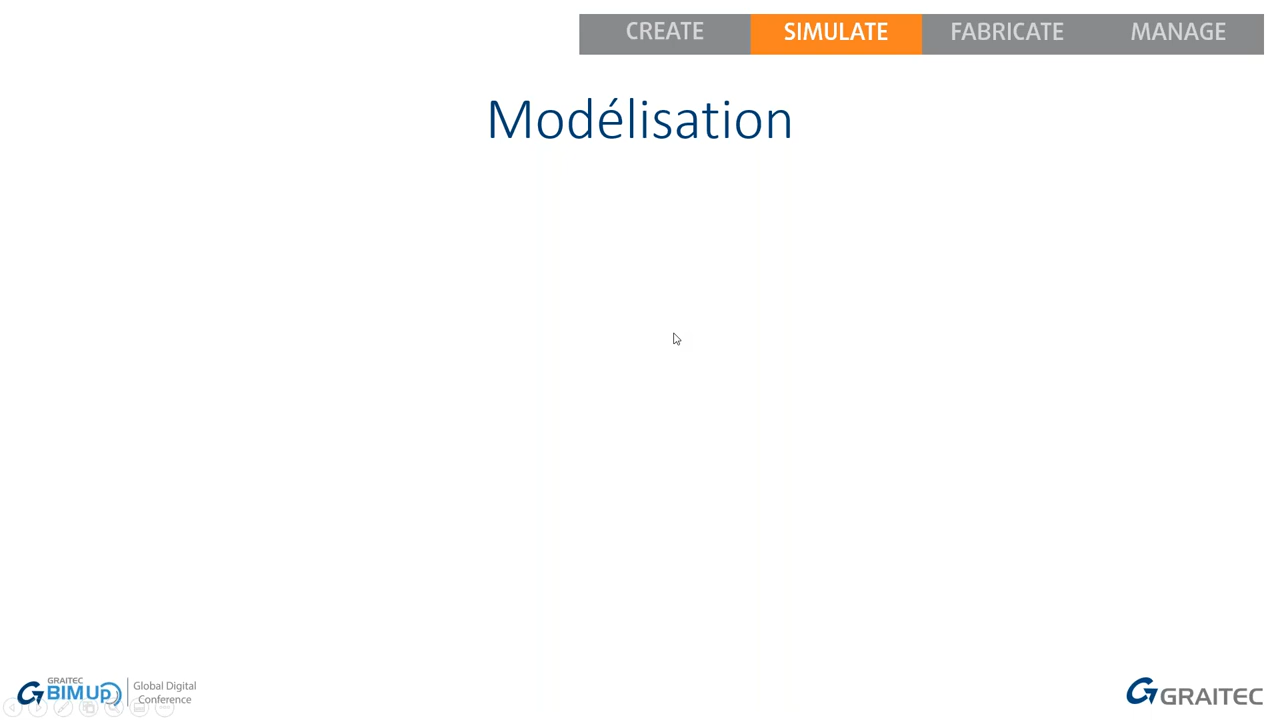 CREATE SIMULATE FABRICATE MANAGE
Modélisation
GRAITEC
BIMUp
Global Digital
Conference
GRAITEC